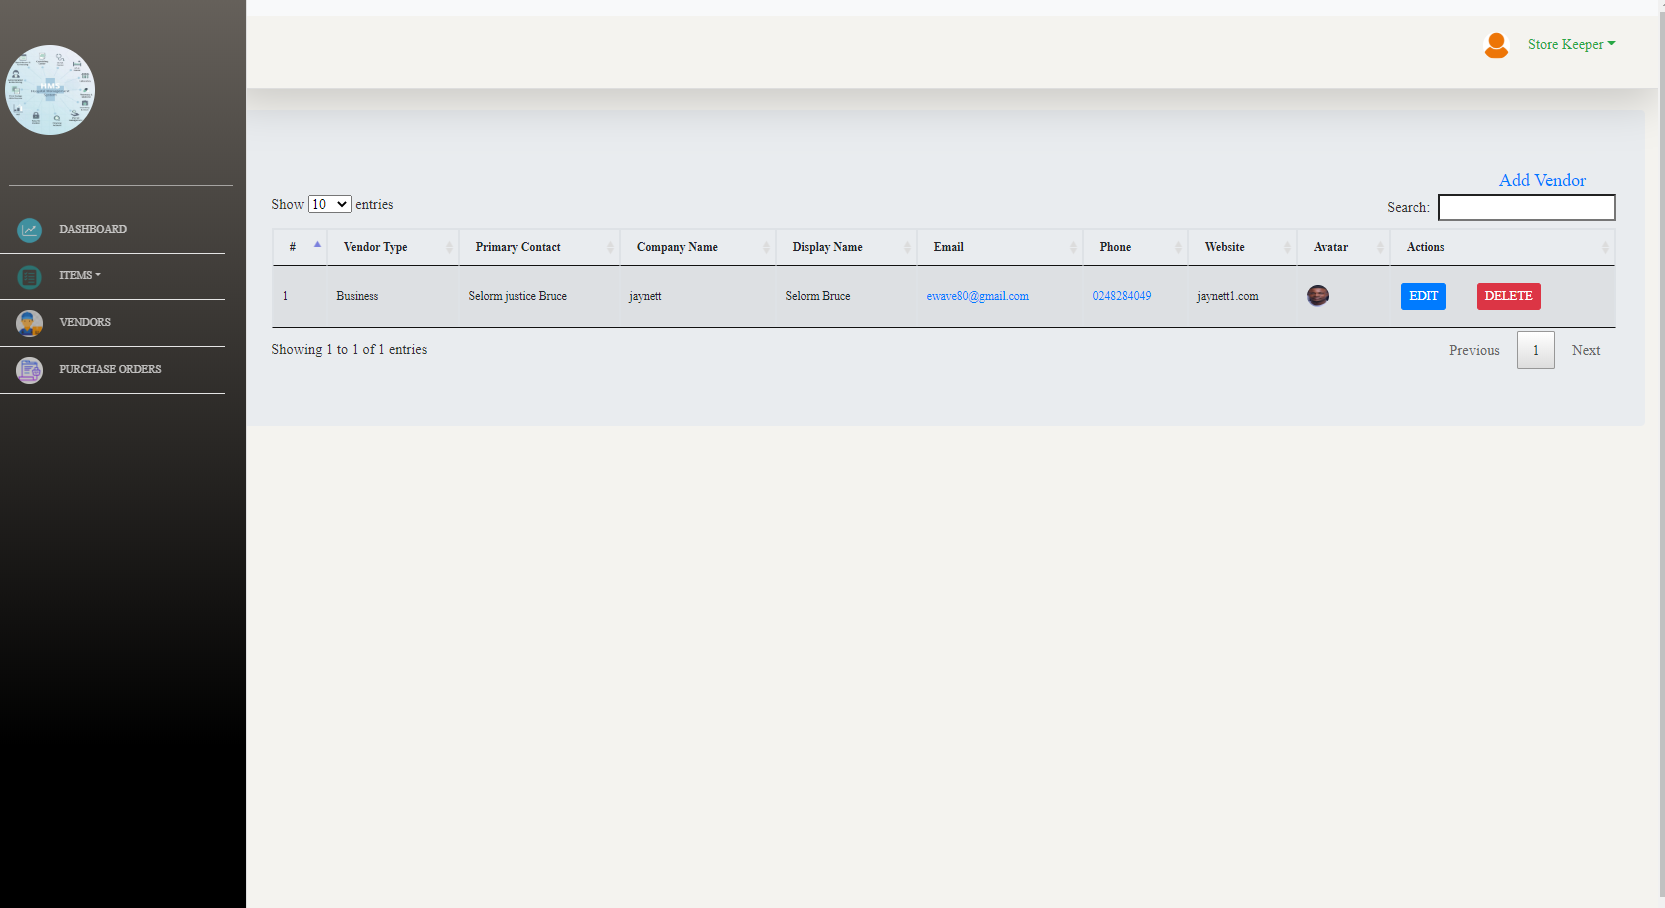 HMS
Store Keeper
DASHBOARD
ITEMS
VENDORS
PURCHASE ORDERS
Add Vendor
Show 10 entries
Search:
# Vendor Type Primary Contact Company Name Display Name Email Phone Website Avatar Actions
1 Business Selorm justice Bruce jaynett Selorm Bruce ewave80@gmail.com 0248284049 jaynett1.com EDIT DELETE
Showing 1 to 1 of 1 entries
Previous 1 Next